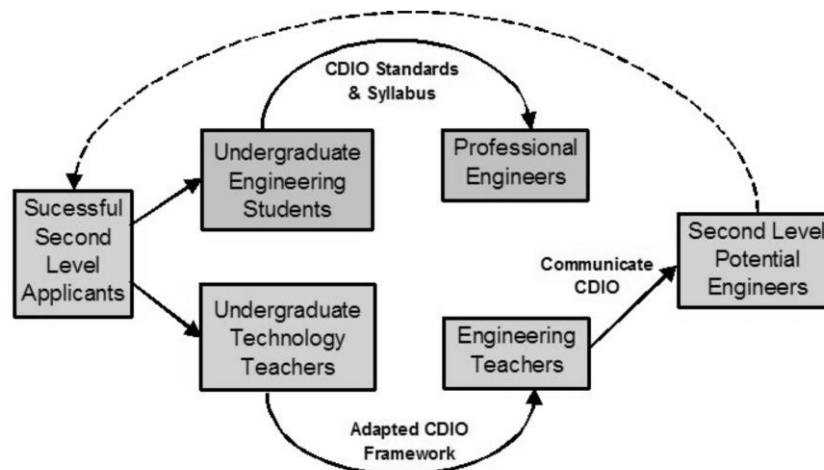 CDIO Standards
& Syllabus
Undergraduate
Engineering
Students
Professional
Engineers
Sucessful
Second
Level
Applicants
Second Level
Potential
Engineers
Communicate
CDIO
Undergraduate
Technology
Teachers
Engineering
Teachers
Adapted CDIO
Framework